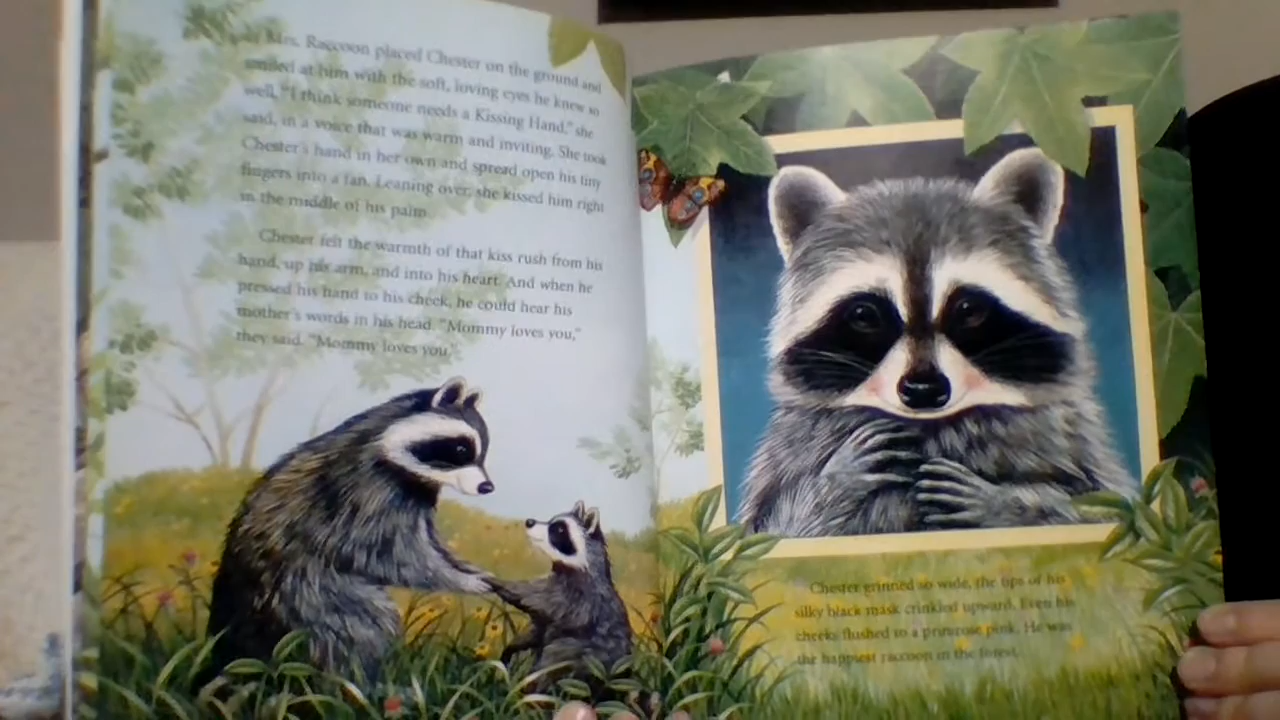 Mrs. Raccoon placed Chester on the ground and
smiled at him with the soft, loving eyes he knew so
well. "I think someone needs a Kissing Hand," she
said, in a voice that was warm and inviting. She took
Chester's hand in her own and spread open his tiny
fingers into a fan. Leaning over, she kissed him right
in the middle of his palm.
Chester felt the warmth of that kiss rush from his
hand, up his arm, and into his heart. And when he
pressed his hand to his cheek, he could hear his
mother's words in his head. "Mommy loves you,"
they said. "Mommy loves you."
Chester grinned so wide, the tips of his
silky black mask crinkled upward. Even his
cheeks flushed to a primrose pink. He was
the happiest raccoon in the forest.